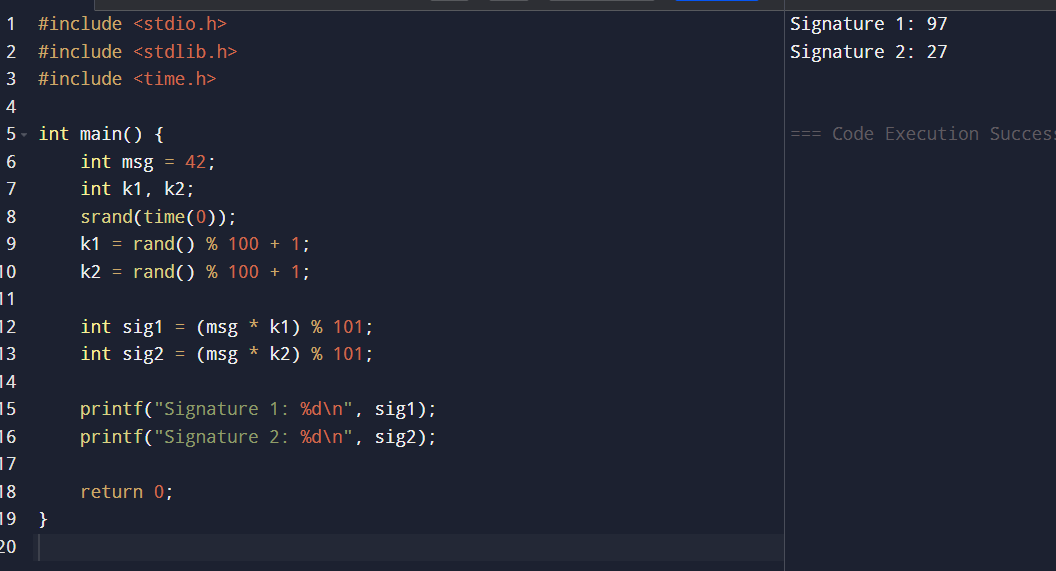 1 #include <stdio.h>
2 #include <stdlib.h>
3 #include <time.h>
4
5 int main() {
6     int msg = 42;
7     int k1, k2;
8     srand(time(0));
9     k1 = rand() % 100 + 1;
10     k2 = rand() % 100 + 1;
11
12     int sig1 = (msg * k1) % 101;
13     int sig2 = (msg * k2) % 101;
14
15     printf("Signature 1: %d\n", sig1);
16     printf("Signature 2: %d\n", sig2);
17
18     return 0;
19 }
20
Signature 1: 97
Signature 2: 27
=== Code Execution Success